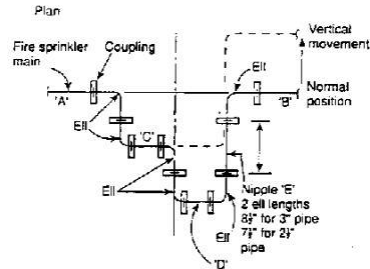 Plan
Vertical
movement
Fire sprinkler
main
Coupling
Ell
'A'
'B'
Normal
position
Ell
'C'
Ell
Nipple 'E'
2 ell lengths
8½" for 3" pipe
7½" for 2½"
pipe
Ell
'D'